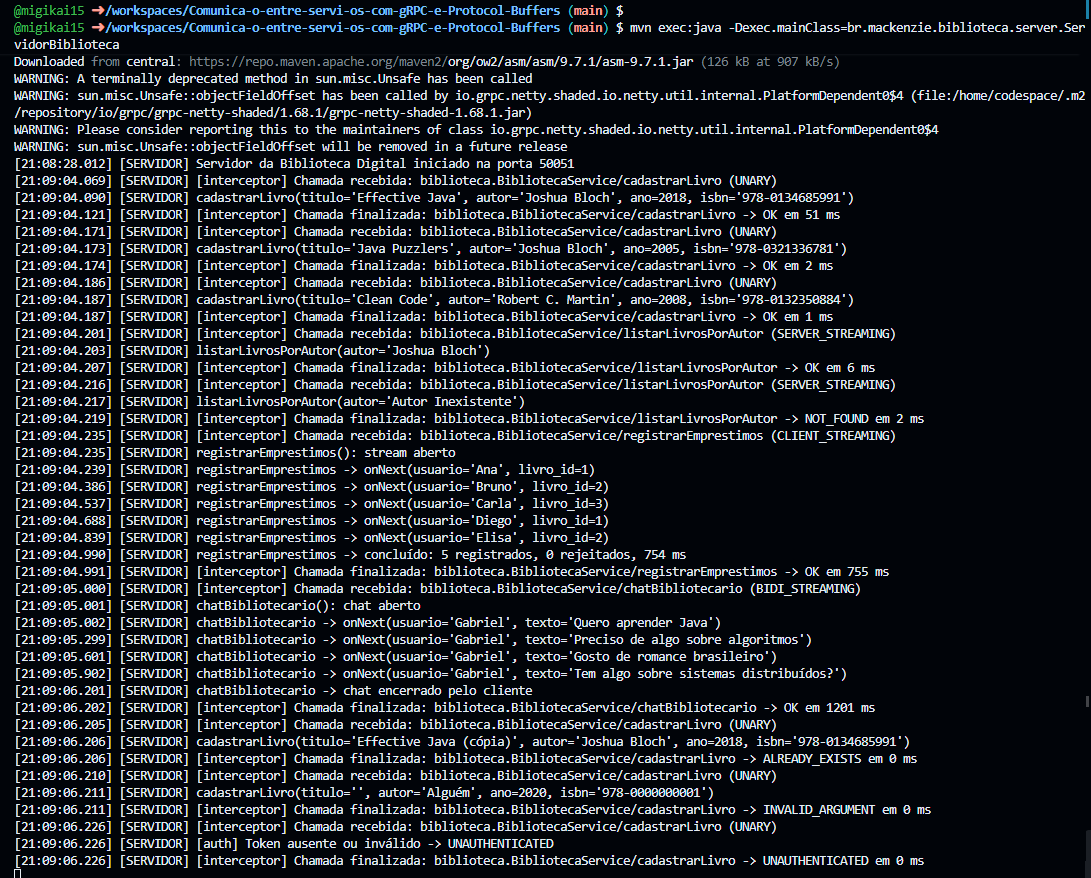 @migikai15 ➜/workspaces/Comunica-o-entre-servi-os-com-gRPC-e-Protocol-Buffers (main) $
@migikai15 ➜/workspaces/Comunica-o-entre-servi-os-com-gRPC-e-Protocol-Buffers (main) $ mvn exec:java -Dexec.mainClass=br.mackenzie.biblioteca.server.Ser
vidorBiblioteca
Downloaded from central: https://repo.maven.apache.org/maven2/org/ow2/asm/asm/9.7.1/asm-9.7.1.jar (126 kB at 907 kB/s)
WARNING: A terminally deprecated method in sun.misc.Unsafe has been called
WARNING: sun.misc.Unsafe::objectFieldOffset has been called by io.grpc.netty.shaded.io.netty.util.internal.PlatformDependent0$4 (file:/home/codespace/.m2
/repository/io/grpc/grpc-netty-shaded/1.68.1/grpc-netty-shaded-1.68.1.jar)
WARNING: Please consider reporting this to the maintainers of class io.grpc.netty.shaded.io.netty.util.internal.PlatformDependent0$4
WARNING: sun.misc.Unsafe::objectFieldOffset will be removed in a future release
[21:08:28.012] [SERVIDOR] Servidor da Biblioteca Digital iniciado na porta 50051
[21:09:04.069] [SERVIDOR] [interceptor] Chamada recebida: biblioteca.BibliotecaService/cadastrarLivro (UNARY)
[21:09:04.090] [SERVIDOR] cadastrarLivro(titulo='Effective Java', autor='Joshua Bloch', ano=2018, isbn='978-0134685991')
[21:09:04.121] [SERVIDOR] [interceptor] Chamada finalizada: biblioteca.BibliotecaService/cadastrarLivro -> OK em 51 ms
[21:09:04.171] [SERVIDOR] [interceptor] Chamada recebida: biblioteca.BibliotecaService/cadastrarLivro (UNARY)
[21:09:04.173] [SERVIDOR] cadastrarLivro(titulo='Java Puzzlers', autor='Joshua Bloch', ano=2005, isbn='978-0321336781')
[21:09:04.174] [SERVIDOR] [interceptor] Chamada finalizada: biblioteca.BibliotecaService/cadastrarLivro -> OK em 2 ms
[21:09:04.186] [SERVIDOR] [interceptor] Chamada recebida: biblioteca.BibliotecaService/cadastrarLivro (UNARY)
[21:09:04.187] [SERVIDOR] cadastrarLivro(titulo='Clean Code', autor='Robert C. Martin', ano=2008, isbn='978-0132350884')
[21:09:04.187] [SERVIDOR] [interceptor] Chamada finalizada: biblioteca.BibliotecaService/cadastrarLivro -> OK em 1 ms
[21:09:04.201] [SERVIDOR] [interceptor] Chamada recebida: biblioteca.BibliotecaService/listarLivrosPorAutor (SERVER_STREAMING)
[21:09:04.203] [SERVIDOR] listarLivrosPorAutor(autor='Joshua Bloch')
[21:09:04.207] [SERVIDOR] [interceptor] Chamada finalizada: biblioteca.BibliotecaService/listarLivrosPorAutor -> OK em 6 ms
[21:09:04.216] [SERVIDOR] [interceptor] Chamada recebida: biblioteca.BibliotecaService/listarLivrosPorAutor (SERVER_STREAMING)
[21:09:04.217] [SERVIDOR] listarLivrosPorAutor(autor='Autor Inexistente')
[21:09:04.219] [SERVIDOR] [interceptor] Chamada finalizada: biblioteca.BibliotecaService/listarLivrosPorAutor -> NOT_FOUND em 2 ms
[21:09:04.235] [SERVIDOR] [interceptor] Chamada recebida: biblioteca.BibliotecaService/registrarEmprestimos (CLIENT_STREAMING)
[21:09:04.235] [SERVIDOR] registrarEmprestimos(): stream aberto
[21:09:04.239] [SERVIDOR] registrarEmprestimos -> onNext(usuario='Ana', livro_id=1)
[21:09:04.386] [SERVIDOR] registrarEmprestimos -> onNext(usuario='Bruno', livro_id=2)
[21:09:04.537] [SERVIDOR] registrarEmprestimos -> onNext(usuario='Carla', livro_id=3)
[21:09:04.688] [SERVIDOR] registrarEmprestimos -> onNext(usuario='Diego', livro_id=1)
[21:09:04.839] [SERVIDOR] registrarEmprestimos -> onNext(usuario='Elisa', livro_id=2)
[21:09:04.990] [SERVIDOR] registrarEmprestimos -> concluído: 5 registrados, 0 rejeitados, 754 ms
[21:09:04.991] [SERVIDOR] [interceptor] Chamada finalizada: biblioteca.BibliotecaService/registrarEmprestimos -> OK em 755 ms
[21:09:05.000] [SERVIDOR] [interceptor] Chamada recebida: biblioteca.BibliotecaService/chatBibliotecario (BIDI_STREAMING)
[21:09:05.001] [SERVIDOR] chatBibliotecario(): chat aberto
[21:09:05.002] [SERVIDOR] chatBibliotecario -> onNext(usuario='Gabriel', texto='Quero aprender Java')
[21:09:05.299] [SERVIDOR] chatBibliotecario -> onNext(usuario='Gabriel', texto='Preciso de algo sobre algoritmos')
[21:09:05.601] [SERVIDOR] chatBibliotecario -> onNext(usuario='Gabriel', texto='Gosto de romance brasileiro')
[21:09:05.902] [SERVIDOR] chatBibliotecario -> onNext(usuario='Gabriel', texto='Tem algo sobre sistemas distribuídos?')
[21:09:06.201] [SERVIDOR] chatBibliotecario -> chat encerrado pelo cliente
[21:09:06.202] [SERVIDOR] [interceptor] Chamada finalizada: biblioteca.BibliotecaService/chatBibliotecario -> OK em 1201 ms
[21:09:06.205] [SERVIDOR] [interceptor] Chamada recebida: biblioteca.BibliotecaService/cadastrarLivro (UNARY)
[21:09:06.206] [SERVIDOR] cadastrarLivro(titulo='Effective Java (cópia)', autor='Joshua Bloch', ano=2018, isbn='978-0134685991')
[21:09:06.206] [SERVIDOR] [interceptor] Chamada finalizada: biblioteca.BibliotecaService/cadastrarLivro -> ALREADY_EXISTS em 0 ms
[21:09:06.210] [SERVIDOR] [interceptor] Chamada recebida: biblioteca.BibliotecaService/cadastrarLivro (UNARY)
[21:09:06.211] [SERVIDOR] cadastrarLivro(titulo='', autor='Alguém', ano=2020, isbn='978-0000000001')
[21:09:06.211] [SERVIDOR] [interceptor] Chamada finalizada: biblioteca.BibliotecaService/cadastrarLivro -> INVALID_ARGUMENT em 0 ms
[21:09:06.226] [SERVIDOR] [interceptor] Chamada recebida: biblioteca.BibliotecaService/cadastrarLivro (UNARY)
[21:09:06.226] [SERVIDOR] [auth] Token ausente ou inválido -> UNAUTHENTICATED
[21:09:06.226] [SERVIDOR] [interceptor] Chamada finalizada: biblioteca.BibliotecaService/cadastrarLivro -> UNAUTHENTICATED em 0 ms